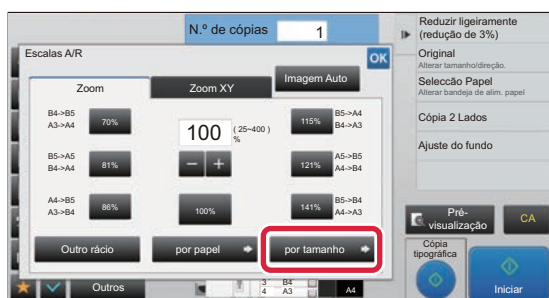 N.º de cópias
1
Escalas A/R
OK
Zoom
Zoom XY
Imagem Auto
B4->B5
A3->A4
70%
100
( 25~400 )
%
115%
B5->A4
B4->A3
B5->A5
B4->A4
81%
121%
A5->B5
A4->B4
A4->B5
A3->B4
86%
100%
141%
B5->B4
A4->A3
Outro rácio
por papel
por tamanho
Outros
3 B4
4 A3
A4
Reduzir ligeiramente
(redução de 3%)
Original
Alterar tamanho/direção.
Seleccão Papel
Alterar bandeja de alim. papel
Cópia 2 Lados
Ajuste do fundo
Pré-
visualização
CA
Cópia
tipográfica
Iniciar